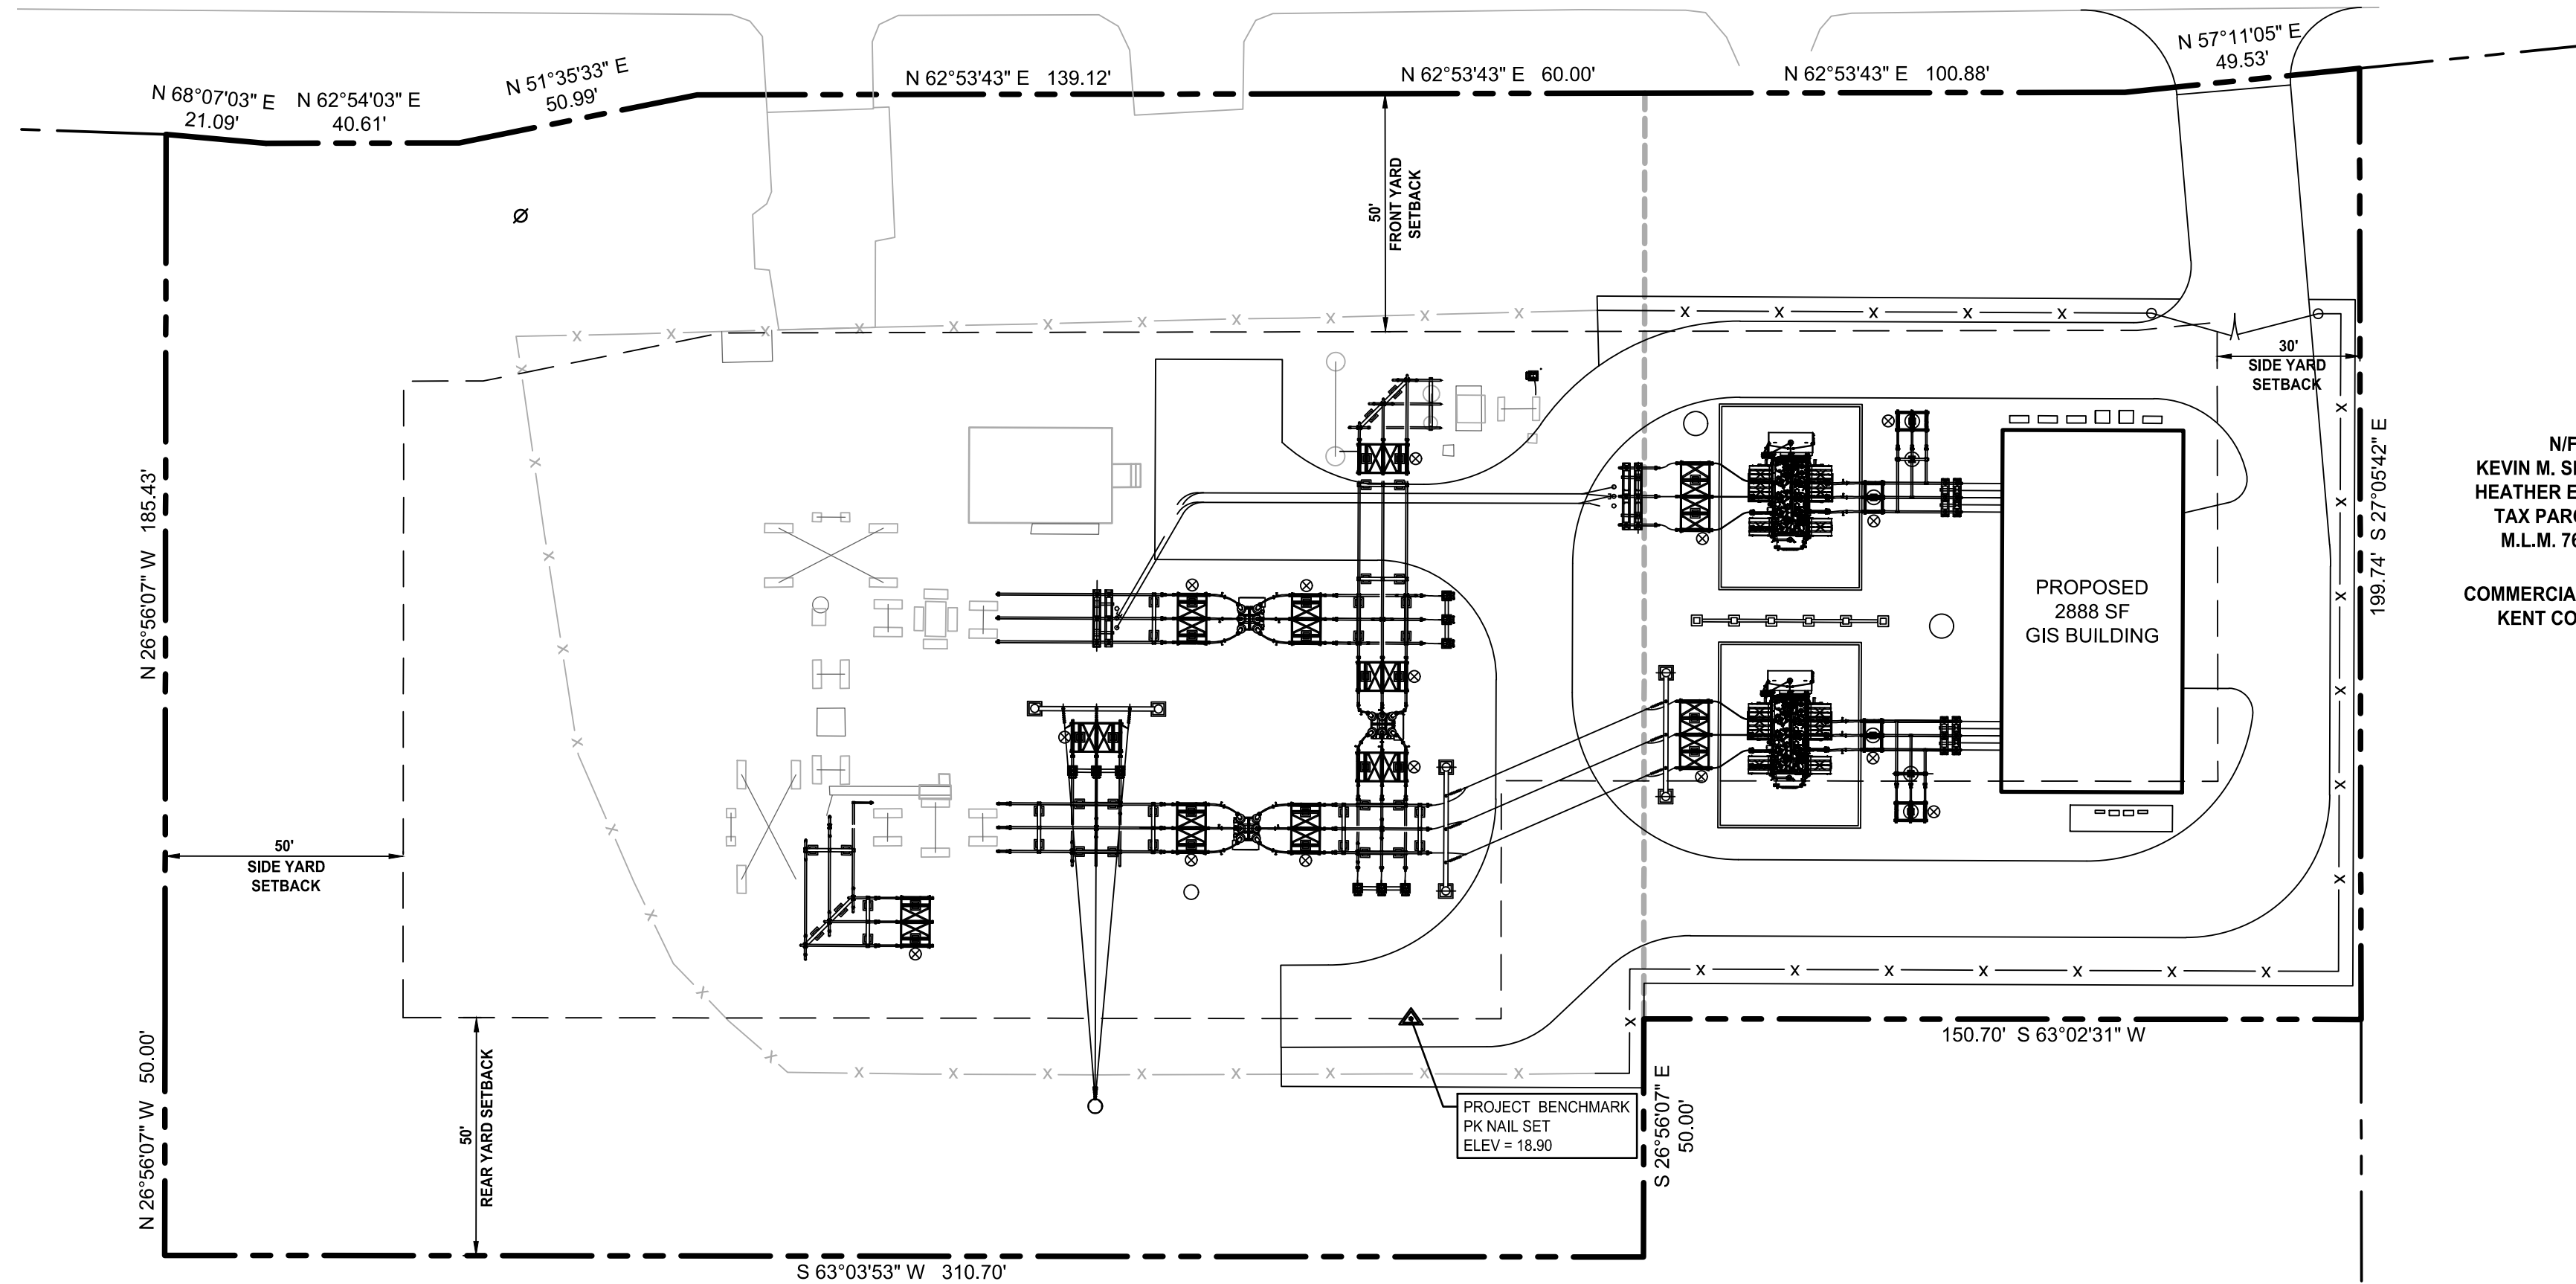 N 68°07'03" E
21.09'
N 62°54'03" E
40.61'
N 51°35'33" E
50.99'
N 62°53'43" E 139.12'
N 62°53'43" E 60.00'
N 62°53'43" E 100.88'
N 57°11'05" E
49.53'
50'
FRONT YARD
SETBACK
30'
SIDE YARD
SETBACK
N 26°56'07" W 185.43'
199.74' S 27°05'42" E
N/F
KEVIN M.
HEATHER
TAX
M.L.M.
KENT
PROPOSED
2888 SF
GIS BUILDING
50'
SIDE YARD
SETBACK
N 26°56'07" W 50.00'
50'
REAR YARD SETBACK
150.70' S 63°02'31" W
S 26°56'07" E
50.00'
PROJECT BENCHMARK
PK NAIL SET
ELEV = 18.90
S 63°03'53" W 310.70'
X X X X X X X X X X X X X X X X X X X X X X X X X X X X X X X X X X X X X X X X X X X X X X X X